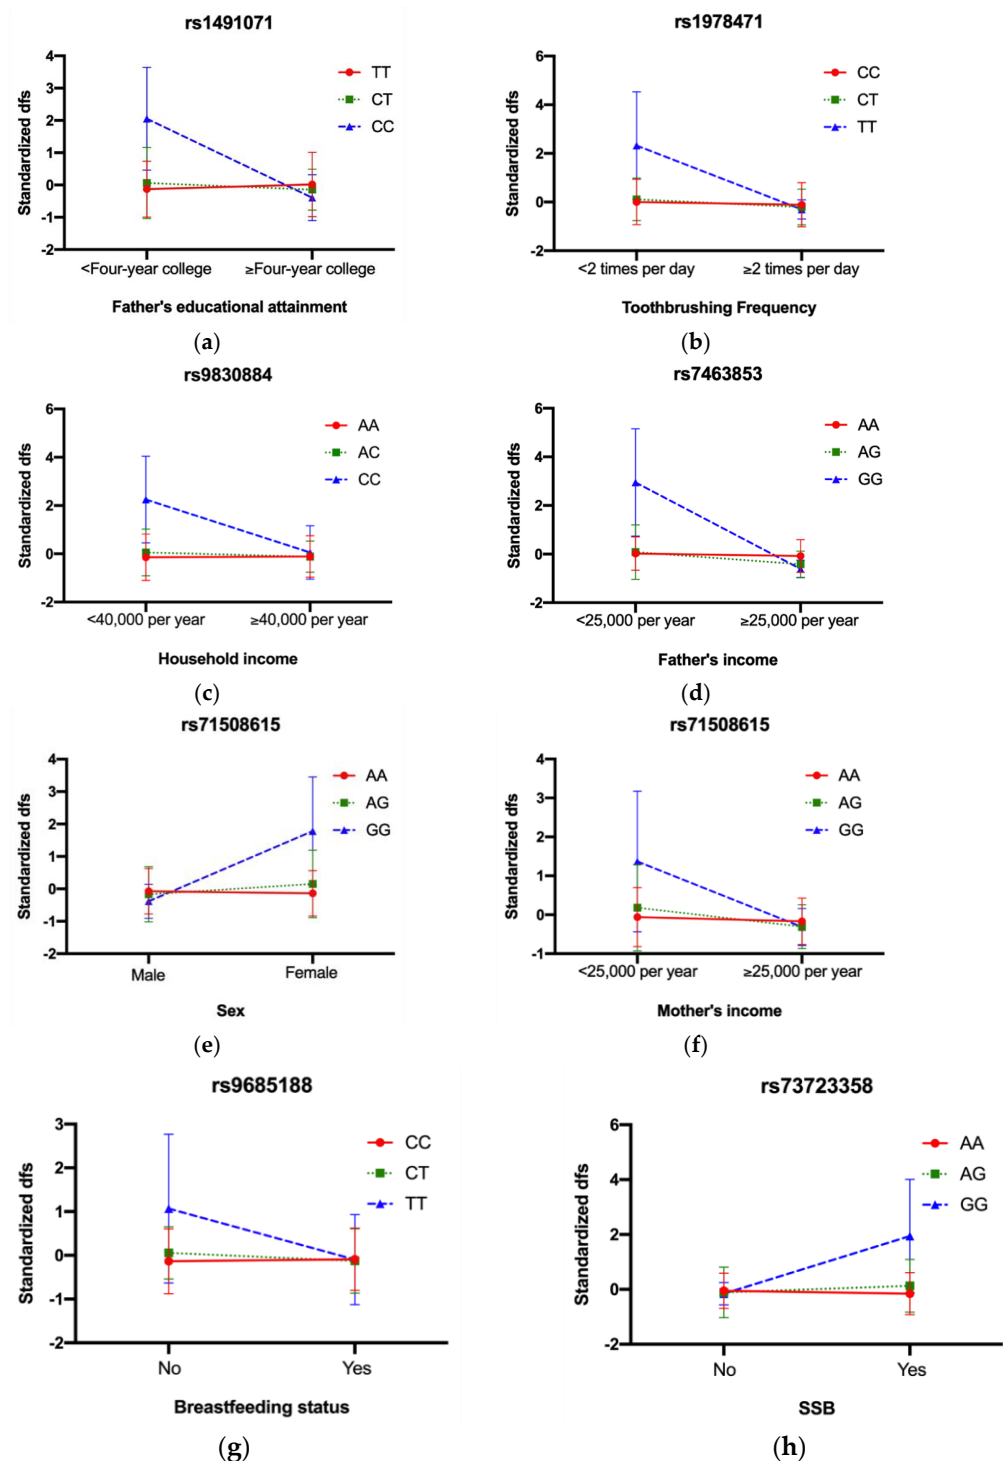 rs1491071
4
3
2
1
0
-1
-2
Standardized dfs
TT
CT
CC
<Four-year college ≥Four-year college
Father's educational attainment
(a)
rs1978471
6
4
2
0
-2
Standardized dfs
CC
CT
TT
<2 times per day ≥2 times per day
Toothbrushing Frequency
(b)
rs9830884
6
4
2
0
-2
Standardized dfs
AA
AC
CC
<40,000 per year ≥40,000 per year
Household income
(c)
rs7463853
6
4
2
0
-2
Standardized dfs
AA
AG
GG
<25,000 per year ≥25,000 per year
Father's income
(d)
rs71508615
4
3
2
1
0
-1
-2
Standardized dfs
AA
AG
GG
Male Female
Sex
(e)
rs71508615
4
3
2
1
0
-1
Standardized dfs
AA
AG
GG
<25,000 per year ≥25,000 per year
Mother's income
(f)
rs9685188
3
2
1
0
-1
-2
Standardized dfs
CC
CT
TT
No Yes
Breastfeeding status
(g)
rs73723358
6
4
2
0
-2
Standardized dfs
AA
AG
GG
No Yes
SSB
(h)